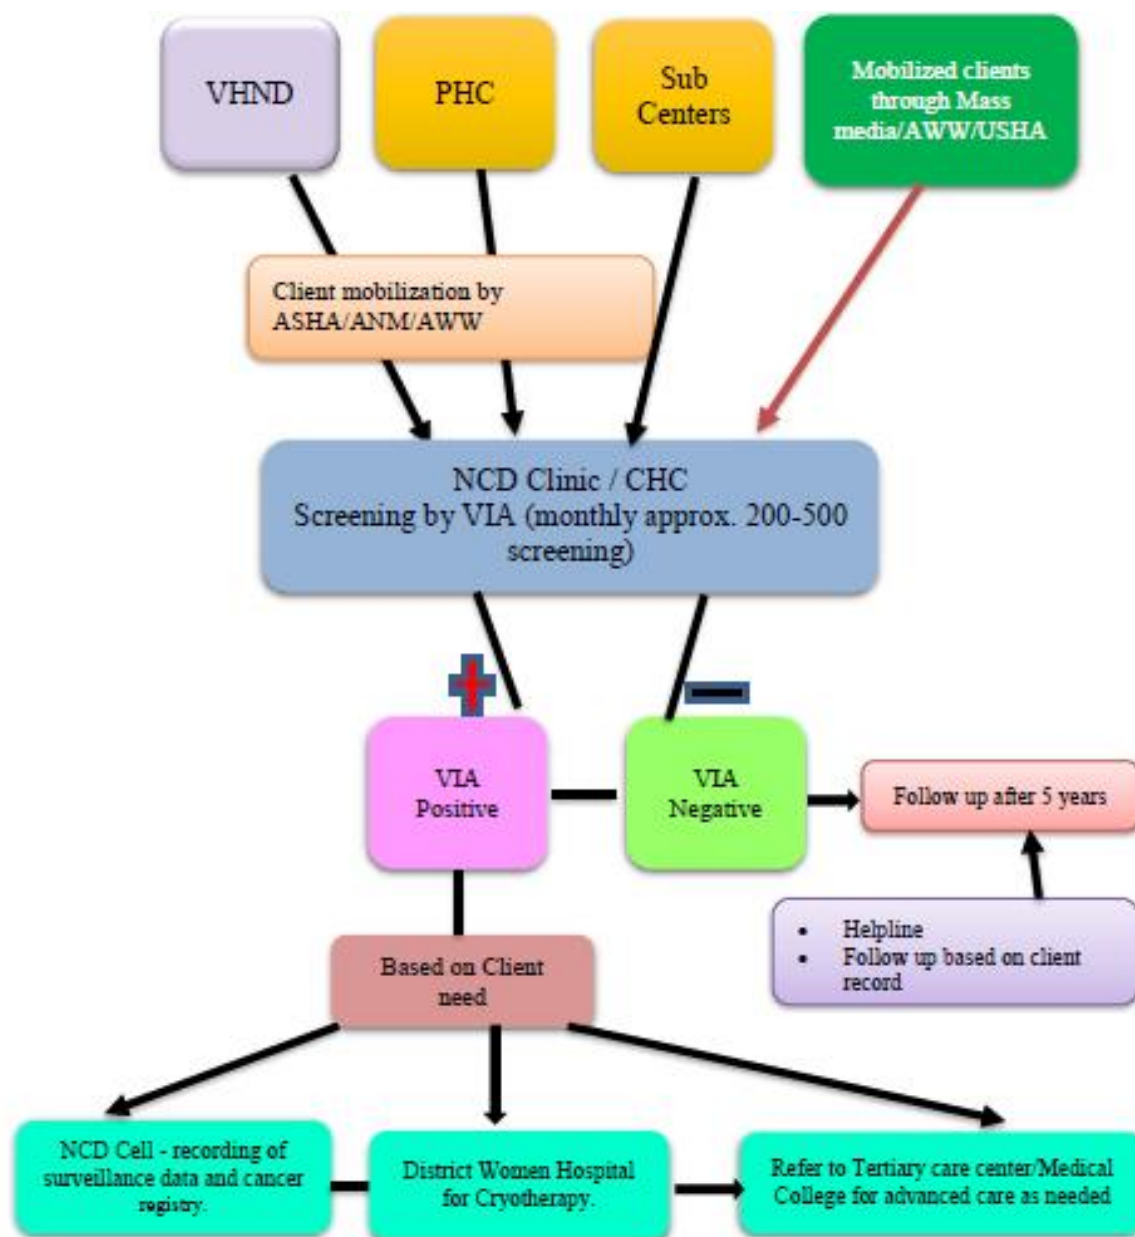 VHND
PHC
Sub
Centers
Mobilized clients
through Mass
media/AWW/USHA
Client mobilization by
ASHA/ANM/AWW
NCD Clinic / CHC
Screening by VIA (monthly approx. 200-500
screening)
VIA
Positive
VIA
Negative
Follow up after 5 years
• Helpline
• Follow up based on client
record
Based on Client
need
NCD Cell - recording of
surveillance data and cancer
registry.
District Women Hospital
for Cryotherapy.
Refer to Tertiary care center/Medical
College for advanced care as needed